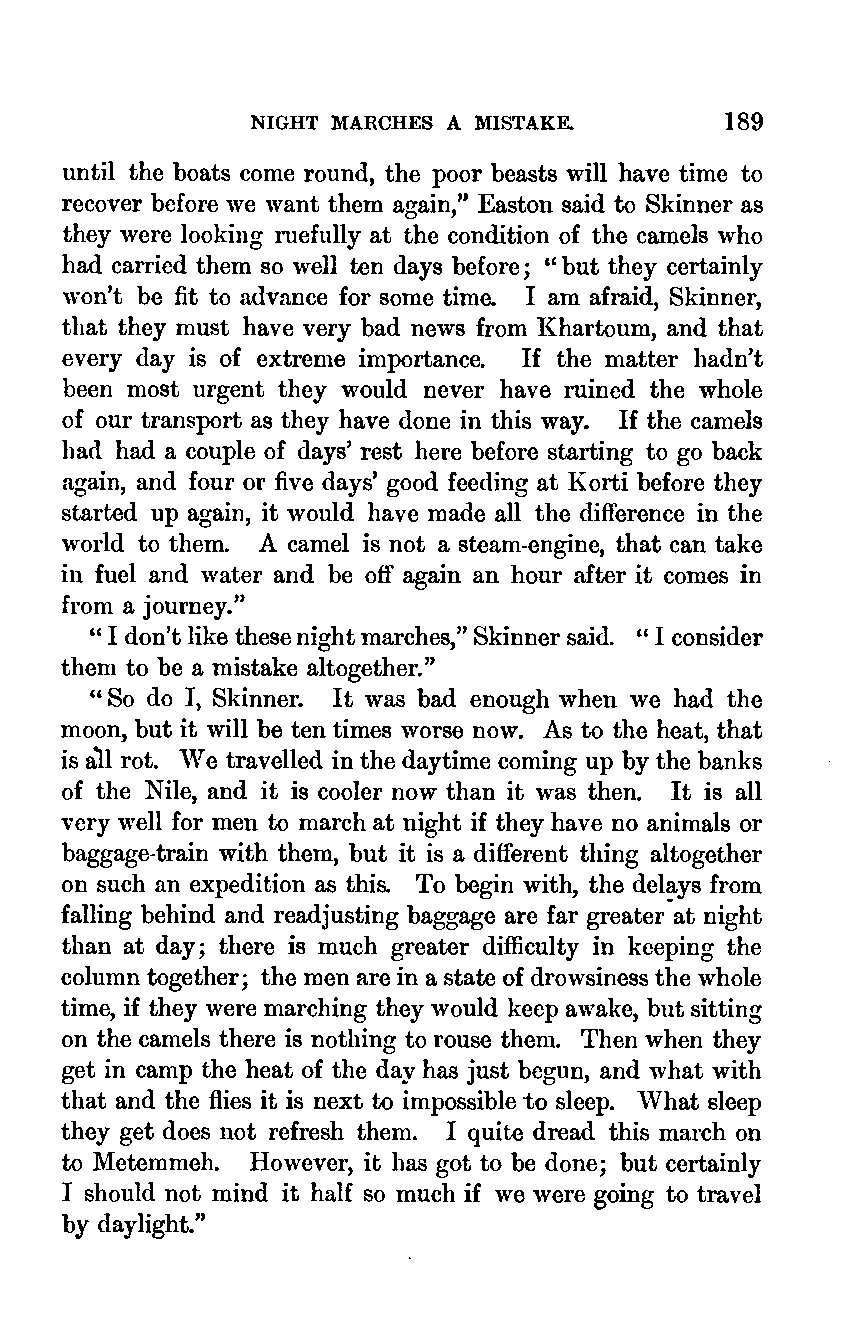 NIGHT MARCHES A MISTAKE. 189
until the boats come round, the poor beasts will have time to
recover before we want them again,” Easton said to Skinner as
they were looking ruefully at the condition of the camels who
had carried them so well ten days before; “but they certainly
won't be fit to advance for some time. I am afraid, Skinner,
that they must have very bad news from Khartoum, and that
every day is of extreme importance. If the matter hadn't
been most urgent they would never have ruined the whole
of our transport as they have done in this way. If the camels
had had a couple of days' rest here before starting to go back
again, and four or five days' good feeding at Korti before they
started up again, it would have made all the difference in the
world to them. A camel is not a steam-engine, that can take
in fuel and water and be off again an hour after it comes in
from a journey.”
“I don't like these night marches,” Skinner said. “I consider
them to be a mistake altogether.”
“So do I, Skinner. It was bad enough when we had the
moon, but it will be ten times worse now. As to the heat, that
is all rot. We travelled in the daytime coming up by the banks
of the Nile, and it is cooler now than it was then. It is all
very well for men to march at night if they have no animals or
baggage-train with them, but it is a different thing altogether
on such an expedition as this. To begin with, the delays from
falling behind and readjusting baggage are far greater at night
than at day; there is much greater difficulty in keeping the
column together; the men are in a state of drowsiness the whole
time, if they were marching they would keep awake, but sitting
on the camels there is nothing to rouse them. Then when they
get in camp the heat of the day has just begun, and what with
that and the flies it is next to impossible to sleep. What sleep
they get does not refresh them. I quite dread this march on
to Metemmeh. However, it has got to be done; but certainly
I should not mind it half so much if we were going to travel
by daylight.”